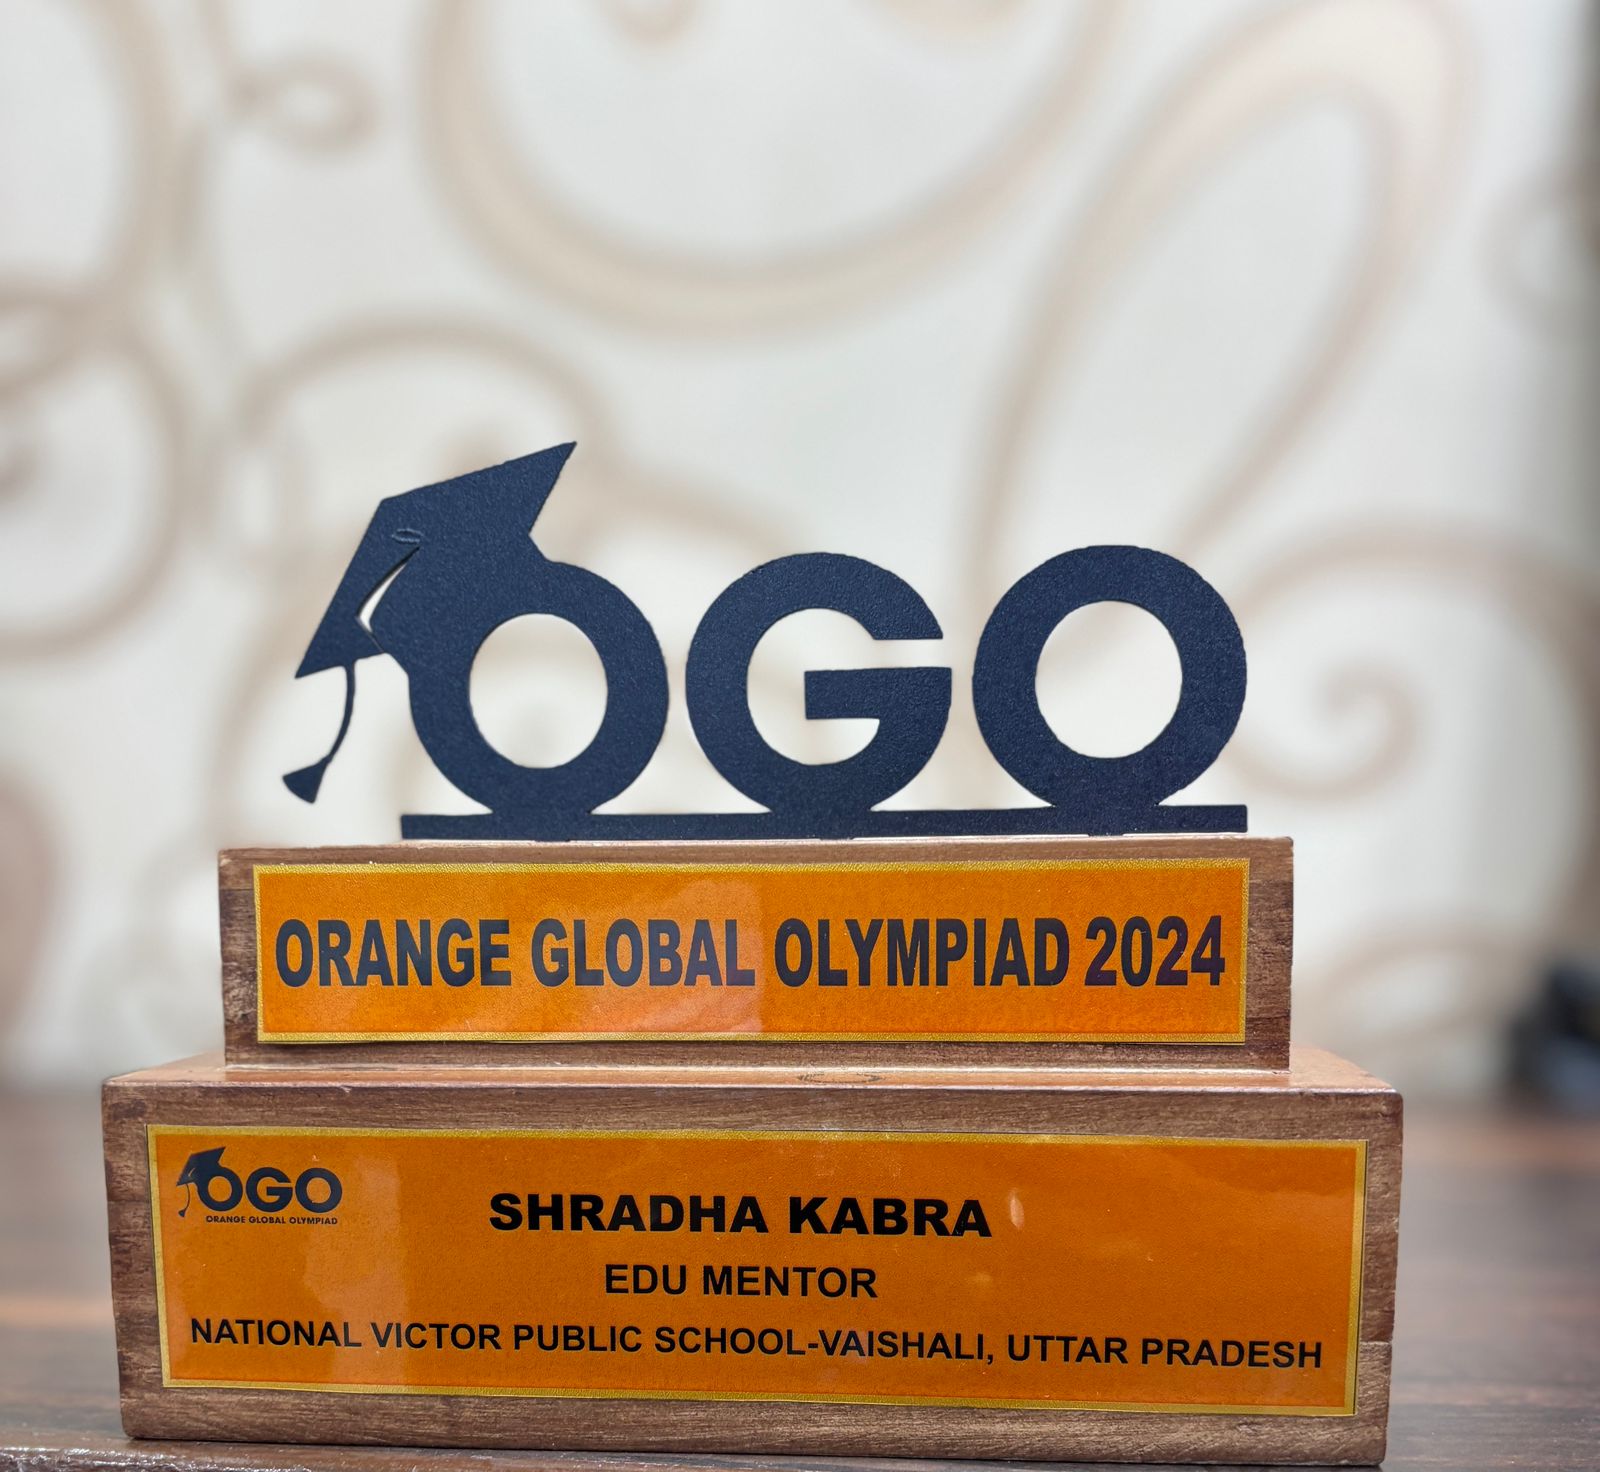 OGO
ORANGE GLOBAL OLYMPIAD 2024
OGO
ORANGE GLOBAL OLYMPIAD
SHRADHA KABRA
EDU MENTOR
NATIONAL VICTOR PUBLIC SCHOOL-VAISHALI, UTTAR PRADESH